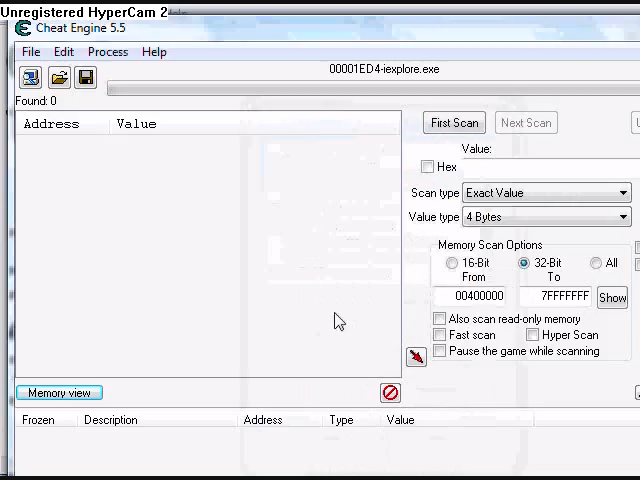 Unregistered HyperCam 2
Cheat Engine 5.5
File Edit Process Help
00001ED4-iexplore.exe
Found: 0
Address Value
First Scan Next Scan
Value:
Hex
Scan type Exact Value
Value type 4 Bytes
Memory Scan Options
16-Bit 32-Bit All
From To
00400000 7FFFFFFF Show
Also scan read-only memory
Fast scan Hyper Scan
Pause the game while scanning
Memory view
Frozen Description Address Type Value